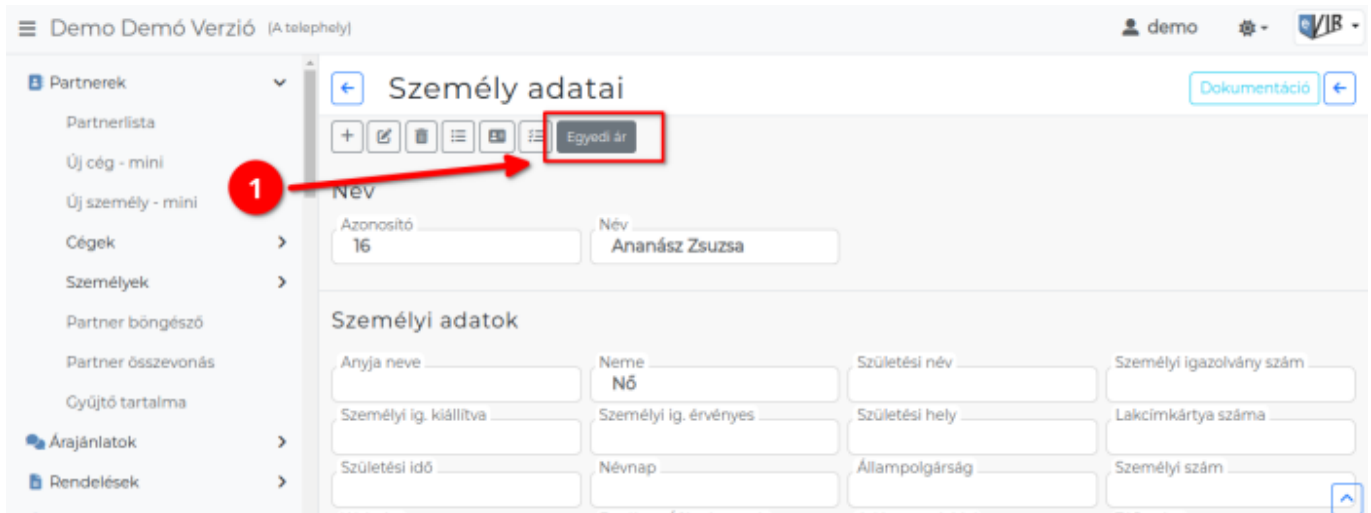 Demo Demó Verzió (A telephely)
demo
VIR
Partnerek
Partnerlista
Új cég - mini
Új személy - mini
Cégek
Személyek
Partner böngésző
Partner összevonás
Gyűjtő tartalma
Árajánlatok
Rendelések
Személy adatai
Dokumentáció
Egyedi ár
1
Név
Azonosító Név
16 Ananász Zsuzsa
Személyi adatok
Anyja neve Neme Születési név Személyi igazolvány szám
Nő
Személyi ig. kiállítva Személyi ig. érvényes Születési hely Lakcímkártya száma
Születési idő Névnap Állampolgárság Személyi szám